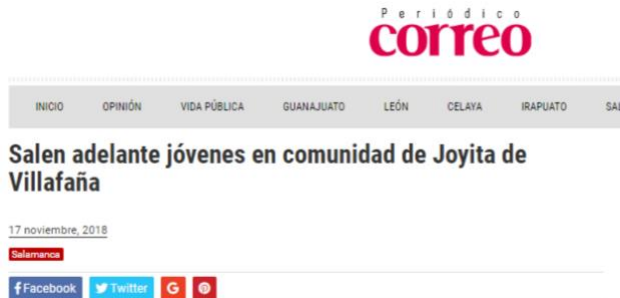 Periódico
correo
INICIO OPINIÓN VIDA PÚBLICA GUANAJUATO LEÓN CELAYA IRAPUATO SAL
Salen adelante jóvenes en comunidad de Joyita de
Villafaña
17 noviembre, 2018
Salamanca
Facebook Twitter